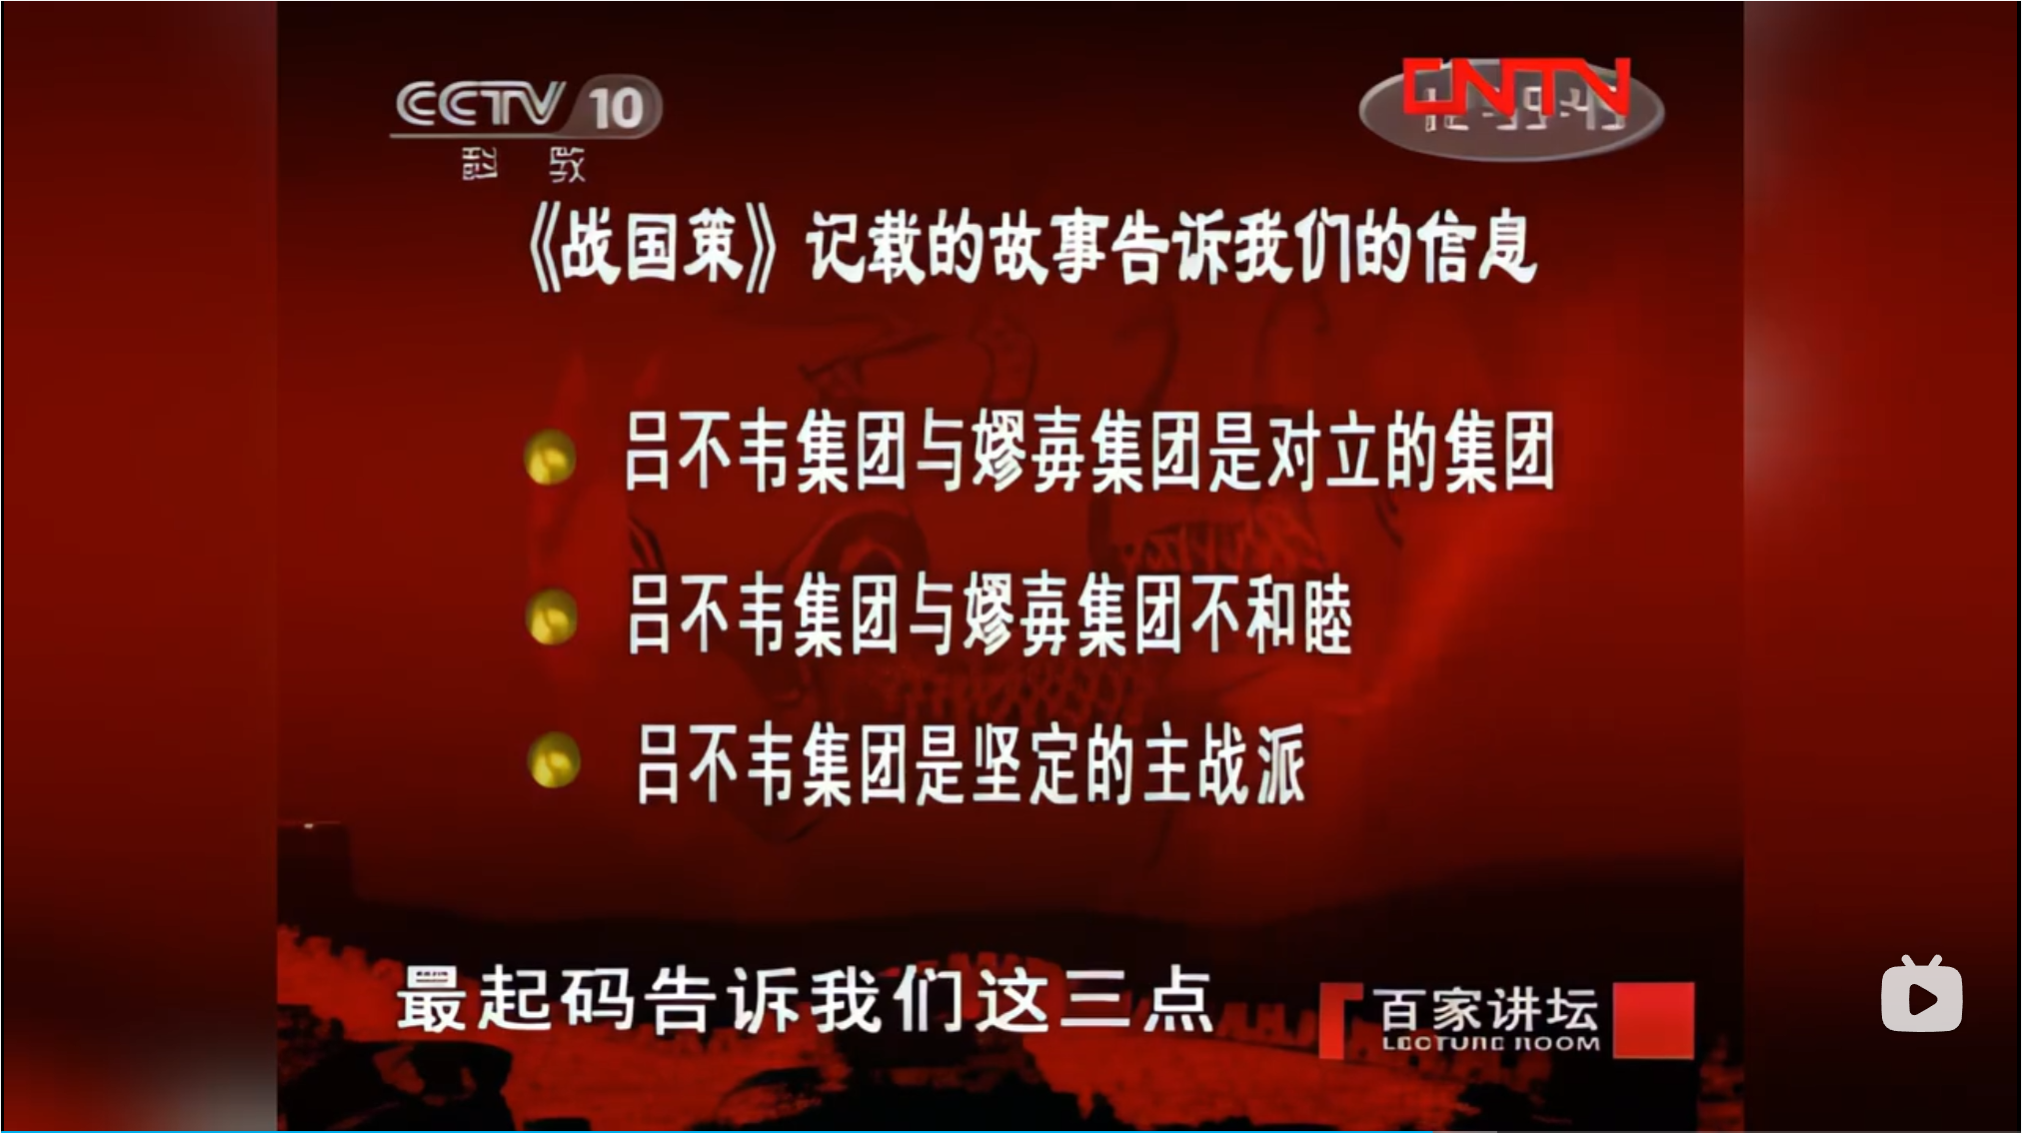 CCTV 10
CNTV
《战国策》记载的故事告诉我们的信息
吕不韦集团与嫪毐集团是对立的集团
吕不韦集团与嫪毐集团不和睦
吕不韦集团是坚定的主战派
最起码告诉我们这三点
百家讲坛
LECTURE ROOM